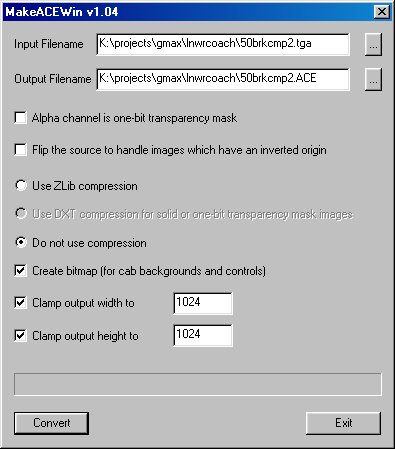 MakeACEWin v1.04
Input Filename K:\projects\gmax\lnwrcoach\50brkcmp2.tga ...
Output Filename K:\projects\gmax\lnwrcoach\50brkcmp2.ACE ...
Alpha channel is one-bit transparency mask
Flip the source to handle images which have an inverted origin
Use ZLib compression
Use DXT compression for solid or one-bit transparency mask images
Do not use compression
Create bitmap (for cab backgrounds and controls)
Clamp output width to 1024
Clamp output height to 1024
Convert Exit